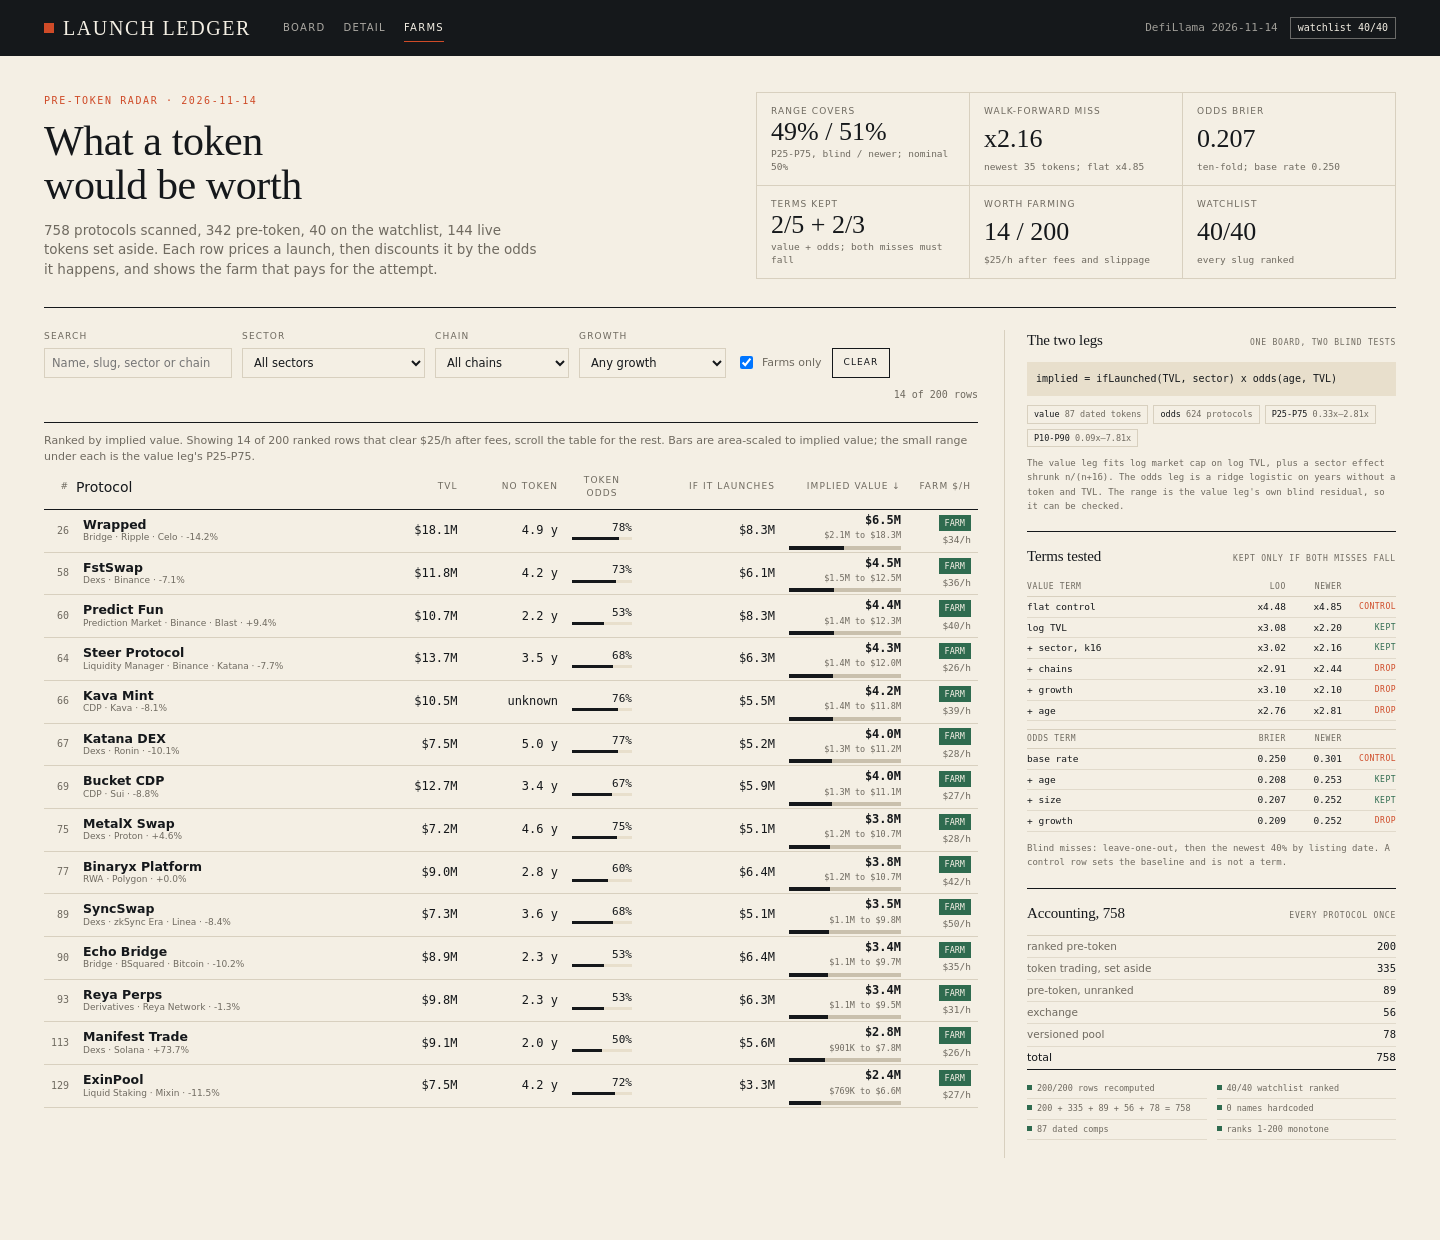 LAUNCH LEDGER BOARD DETAIL FARMS DefiLlama 2026-11-14 watchlist 40/40
PRE-TOKEN RADAR · 2026-11-14
What a token
would be worth
758 protocols scanned, 342 pre-token, 40 on the watchlist, 144 live
tokens set aside. Each row prices a launch, then discounts it by the odds
it happens, and shows the farm that pays for the attempt.
RANGE COVERS
49% / 51%
P25-P75, blind / newer; nominal
50%
WALK-FORWARD MISS
x2.16
newest 35 tokens; flat x4.85
ODDS BRIER
0.207
ten-fold; base rate 0.250
TERMS KEPT
2/5 + 2/3
value + odds; both misses must
fall
WORTH FARMING
14 / 200
$25/h after fees and slippage
WATCHLIST
40/40
every slug ranked
SEARCH SECTOR CHAIN GROWTH
Name, slug, sector or chain All sectors All chains Any growth Farms only CLEAR
14 of 200 rows
Ranked by implied value. Showing 14 of 200 ranked rows that clear $25/h after fees, scroll the table for the rest. Bars are area-scaled to implied value; the small range
under each is the value leg's P25-P75.
# Protocol TVL NO TOKEN TOKEN ODDS IF IT LAUNCHES IMPLIED VALUE ↓ FARM $/H
26 Wrapped $18.1M 4.9 y 78% $8.3M $6.5M FARM
Bridge · Ripple · Celo · -14.2% $2.1M to $18.3M $34/h
58 FstSwap $11.8M 4.2 y 73% $6.1M $4.5M FARM
Dexs · Binance · -7.1% $1.5M to $12.5M $36/h
60 Predict Fun $10.7M 2.2 y 53% $8.3M $4.4M FARM
Prediction Market · Binance · Blast · +9.4% $1.4M to $12.3M $40/h
64 Steer Protocol $13.7M 3.5 y 68% $6.3M $4.3M FARM
Liquidity Manager · Binance · Katana · -7.7% $1.4M to $12.0M $26/h
66 Kava Mint $10.5M unknown 76% $5.5M $4.2M FARM
CDP · Kava · -8.1% $1.4M to $11.8M $39/h
67 Katana DEX $7.5M 5.0 y 77% $5.2M $4.0M FARM
Dexs · Ronin · -10.1% $1.3M to $11.2M $28/h
69 Bucket CDP $12.7M 3.4 y 67% $5.9M $4.0M FARM
CDP · Sui · -8.8% $1.3M to $11.1M $27/h
75 MetalX Swap $7.2M 4.6 y 75% $5.1M $3.8M FARM
Dexs · Proton · +4.6% $1.2M to $10.7M $28/h
77 Binaryx Platform $9.0M 2.8 y 60% $6.4M $3.8M FARM
RWA · Polygon · +0.0% $1.2M to $10.7M $42/h
89 SyncSwap $7.3M 3.6 y 68% $5.1M $3.5M FARM
Dexs · zkSync Era · Linea · -8.4% $1.1M to $9.8M $50/h
90 Echo Bridge $8.9M 2.3 y 53% $6.4M $3.4M FARM
Bridge · BSquared · Bitcoin · -10.2% $1.1M to $9.7M $35/h
93 Reya Perps $9.8M 2.3 y 53% $6.3M $3.4M FARM
Derivatives · Reya Network · -1.3% $1.1M to $9.5M $31/h
113 Manifest Trade $9.1M 2.0 y 50% $5.6M $2.8M FARM
Dexs · Solana · +73.7% $901K to $7.8M $26/h
129 ExinPool $7.5M 4.2 y 72% $3.3M $2.4M FARM
Liquid Staking · Mixin · -11.5% $769K to $6.6M $27/h
The two legs ONE BOARD, TWO BLIND TESTS
implied = ifLaunched(TVL, sector) x odds(age, TVL)
value 87 dated tokens odds 624 protocols P25-P75 0.33x–2.81x
P10-P90 0.09x–7.81x
The value leg fits log market cap on log TVL, plus a sector effect
shrunk n/(n+16). The odds leg is a ridge logistic on years without a
token and TVL. The range is the value leg's own blind residual, so
it can be checked.
Terms tested KEPT ONLY IF BOTH MISSES FALL
VALUE TERM LOO NEWER
flat control x4.48 x4.85 CONTROL
log TVL x3.08 x2.20 KEPT
+ sector, k16 x3.02 x2.16 KEPT
+ chains x2.91 x2.44 DROP
+ growth x3.10 x2.10 DROP
+ age x2.76 x2.81 DROP
ODDS TERM BRIER NEWER
base rate 0.250 0.301 CONTROL
+ age 0.208 0.253 KEPT
+ size 0.207 0.252 KEPT
+ growth 0.209 0.252 DROP
Blind misses: leave-one-out, then the newest 40% by listing date. A
control row sets the baseline and is not a term.
Accounting, 758 EVERY PROTOCOL ONCE
ranked pre-token 200
token trading, set aside 335
pre-token, unranked 89
exchange 56
versioned pool 78
total 758
200/200 rows recomputed 40/40 watchlist ranked
200 + 335 + 89 + 56 + 78 = 758 0 names hardcoded
87 dated comps ranks 1-200 monotone